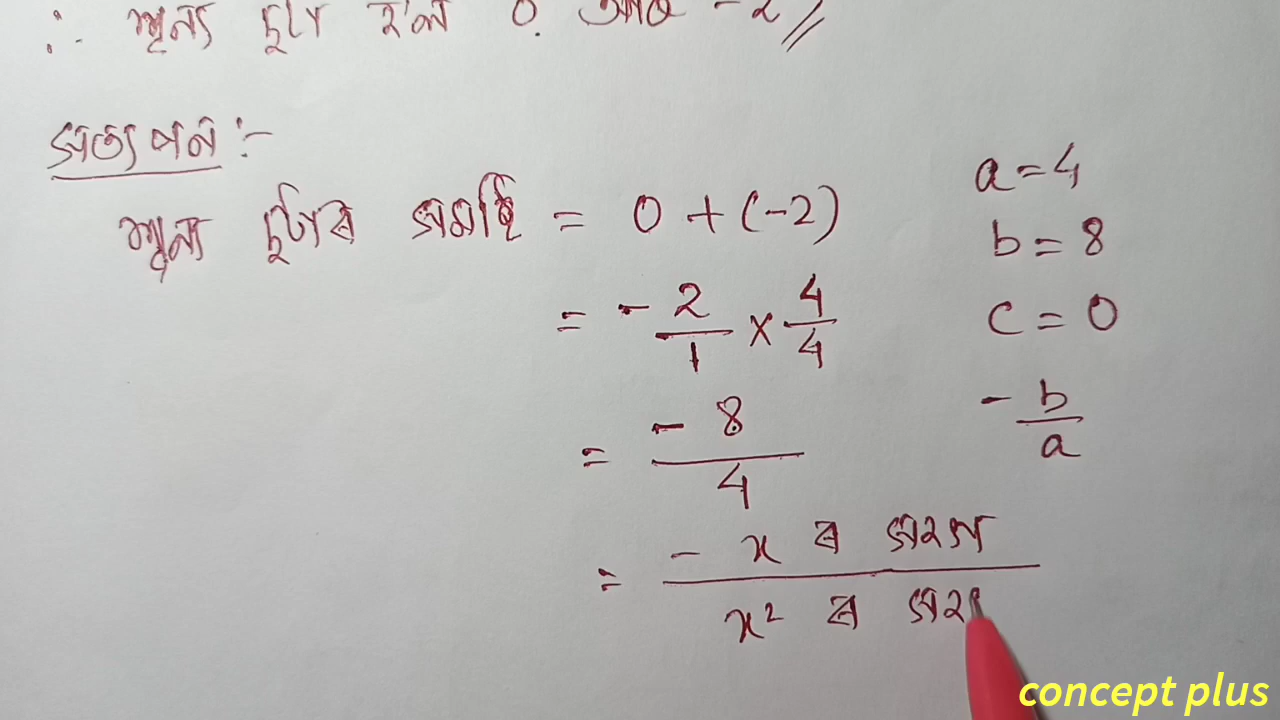 ∴ শূন্য দুটা হ'ল 0 আৰু -2 //
সত্যাপন :-
শূন্য দুটাৰ সমষ্টি = 0 + (-2)
= - 2/1 × 4/4
= - 8/4
= - x ৰ সহগ / x² ৰ সহ
a = 4
b = 8
c = 0
- b/a
concept plus